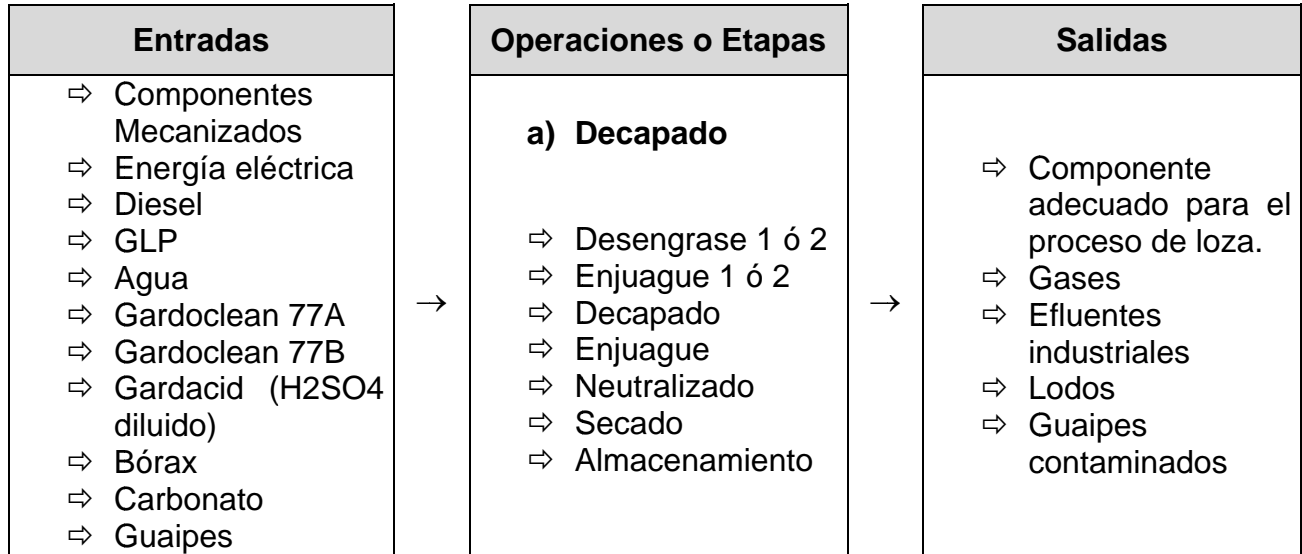 Entradas
⇨ Componentes
Mecanizados
⇨ Energía eléctrica
⇨ Diesel
⇨ GLP
⇨ Agua
⇨ Gardoclean 77A
⇨ Gardoclean 77B
⇨ Gardacid (H2SO4
diluido)
⇨ Bórax
⇨ Carbonato
⇨ Guaipes
→
Operaciones o Etapas
a) Decapado
⇨ Desengrase 1 ó 2
⇨ Enjuague 1 ó 2
⇨ Decapado
⇨ Enjuague
⇨ Neutralizado
⇨ Secado
⇨ Almacenamiento
→
Salidas
⇨ Componente
adecuado para el
proceso de loza.
⇨ Gases
⇨ Efluentes
industriales
⇨ Lodos
⇨ Guaipes
contaminados